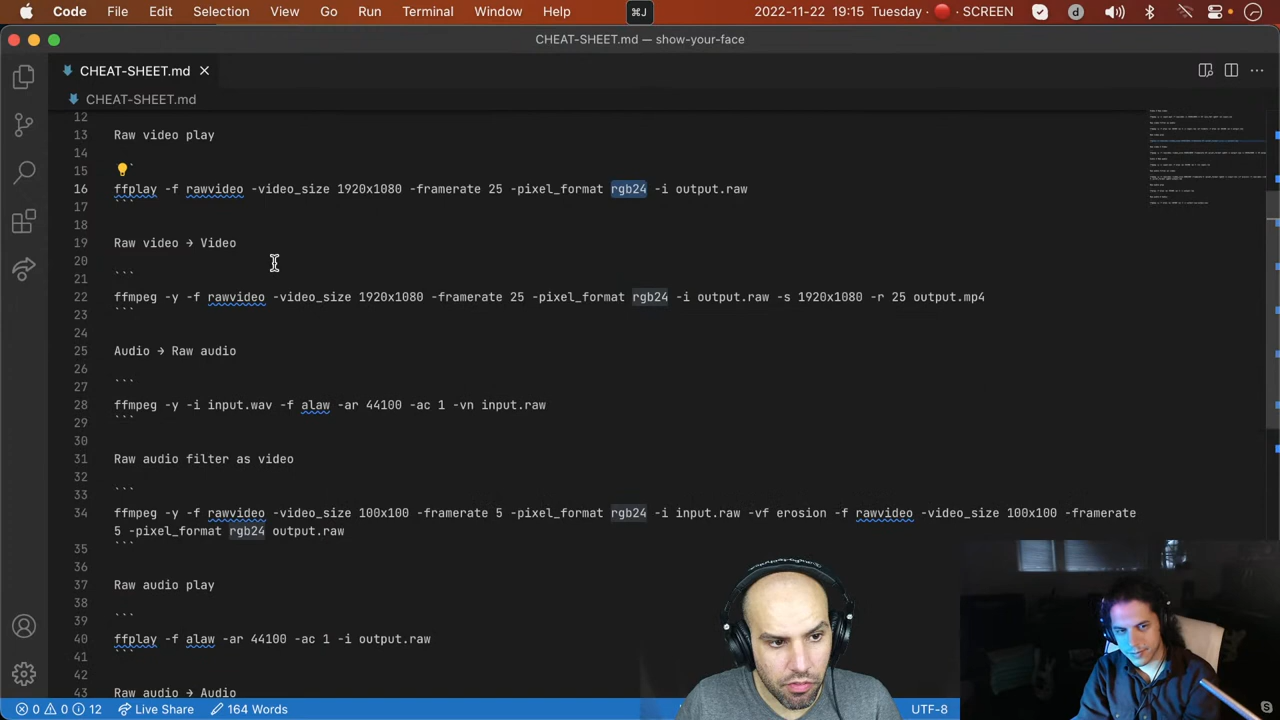 Code File Edit Selection View Go Run Terminal Window Help ⌘J 2022-11-22 19:15 Tuesday SCREEN
CHEAT-SHEET.md — show-your-face
CHEAT-SHEET.md
CHEAT-SHEET.md
12
13 Raw video play
14
15 `
16 ffplay -f rawvideo -video_size 1920x1080 -framerate 25 -pixel_format rgb24 -i output.raw
17 ```
18
19 Raw video → Video
20
21 ```
22 ffmpeg -y -f rawvideo -video_size 1920x1080 -framerate 25 -pixel_format rgb24 -i output.raw -s 1920x1080 -r 25 output.mp4
23 ```
24
25 Audio → Raw audio
26
27 ```
28 ffmpeg -y -i input.wav -f alaw -ar 44100 -ac 1 -vn input.raw
29 ```
30
31 Raw audio filter as video
32
33 ```
34 ffmpeg -y -f rawvideo -video_size 100x100 -framerate 5 -pixel_format rgb24 -i input.raw -vf erosion -f rawvideo -video_size 100x100 -framerate
5 -pixel_format rgb24 output.raw
35 ```
36
37 Raw audio play
38
39 ```
40 ffplay -f alaw -ar 44100 -ac 1 -i output.raw
41 ```
42
43 Raw audio → Audio
0 0 12 Live Share 164 Words UTF-8